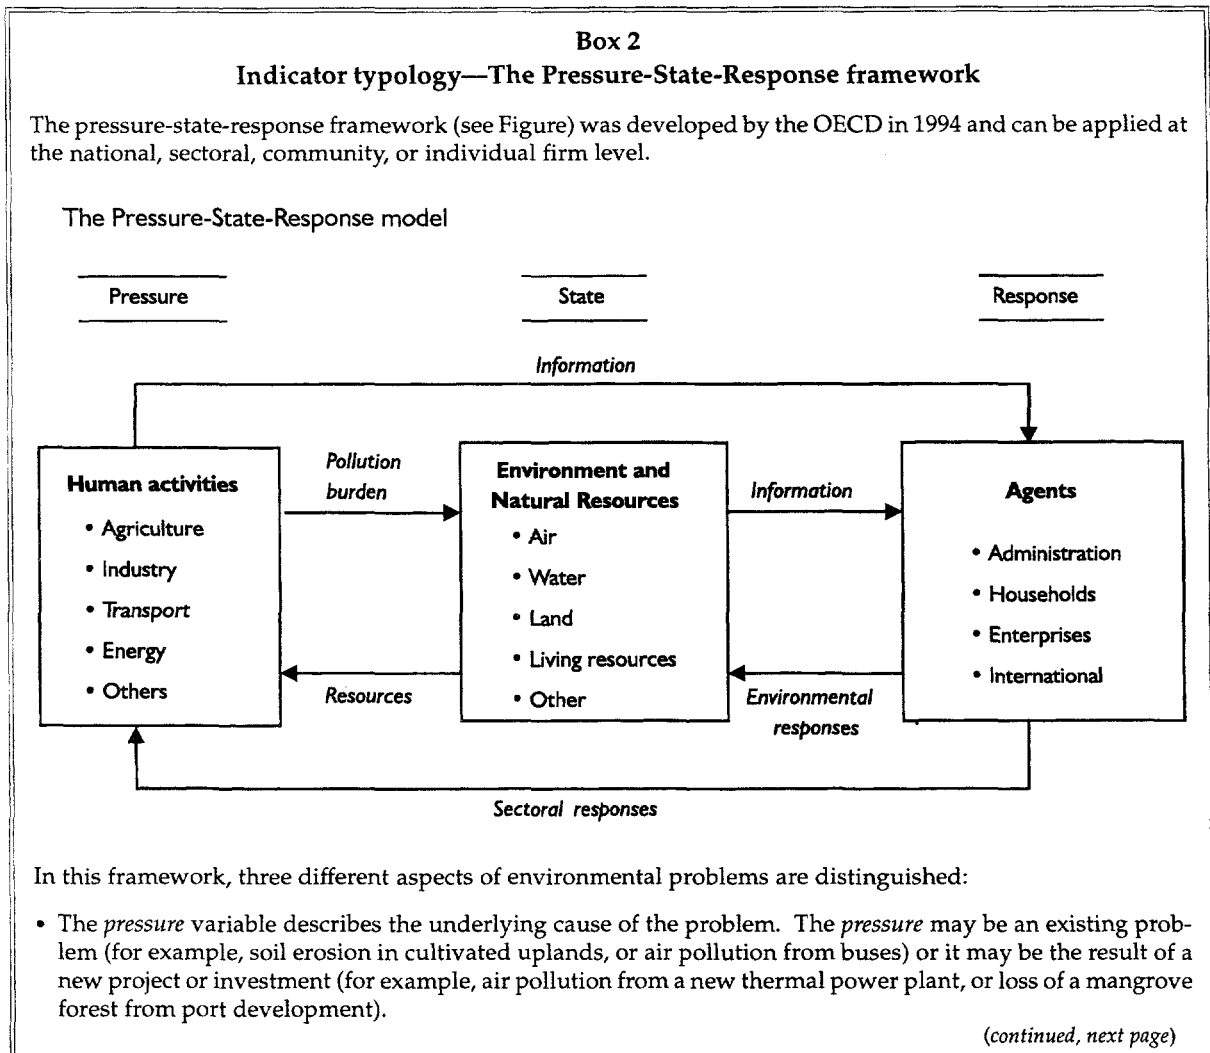 Box 2
Indicator typology—The Pressure-State-Response framework
The pressure-state-response framework (see Figure) was developed by the OECD in 1994 and can be applied at
the national, sectoral, community, or individual firm level.
The Pressure-State-Response model
Pressure
State
Response
Information
Human activities
• Agriculture
• Industry
• Transport
• Energy
• Others
Pollution
burden
Resources
Environment and
Natural Resources
• Air
• Water
• Land
• Living resources
• Other
Information
Environmental
responses
Agents
• Administration
• Households
• Enterprises
• International
Sectoral responses
In this framework, three different aspects of environmental problems are distinguished:
• The pressure variable describes the underlying cause of the problem. The pressure may be an existing prob-
lem (for example, soil erosion in cultivated uplands, or air pollution from buses) or it may be the result of a
new project or investment (for example, air pollution from a new thermal power plant, or loss of a mangrove
forest from port development).
(continued, next page)